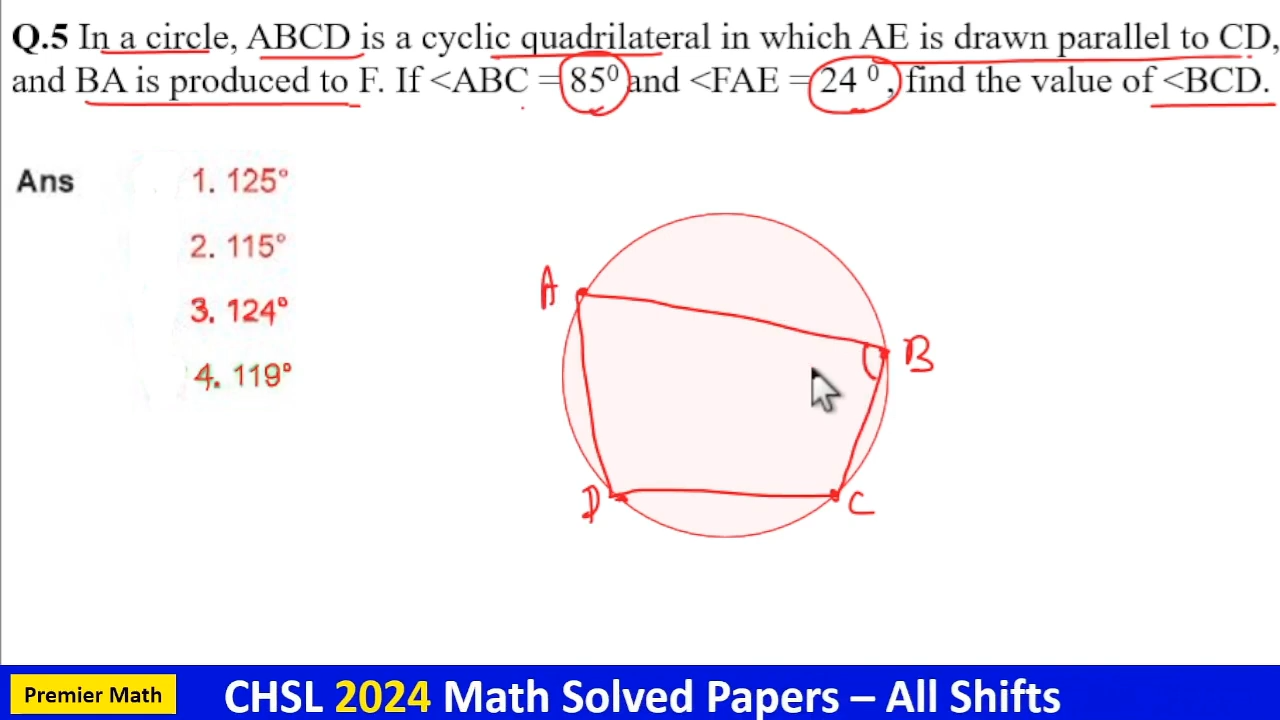 Q.5 In a circle, ABCD is a cyclic quadrilateral in which AE is drawn parallel to CD,
and BA is produced to F. If <ABC = 85⁰ and <FAE = 24 ⁰ , find the value of <BCD.
Ans
1. 125°
2. 115°
3. 124°
4. 119°
A
B
D
C
Premier Math
CHSL 2024 Math Solved Papers – All Shifts